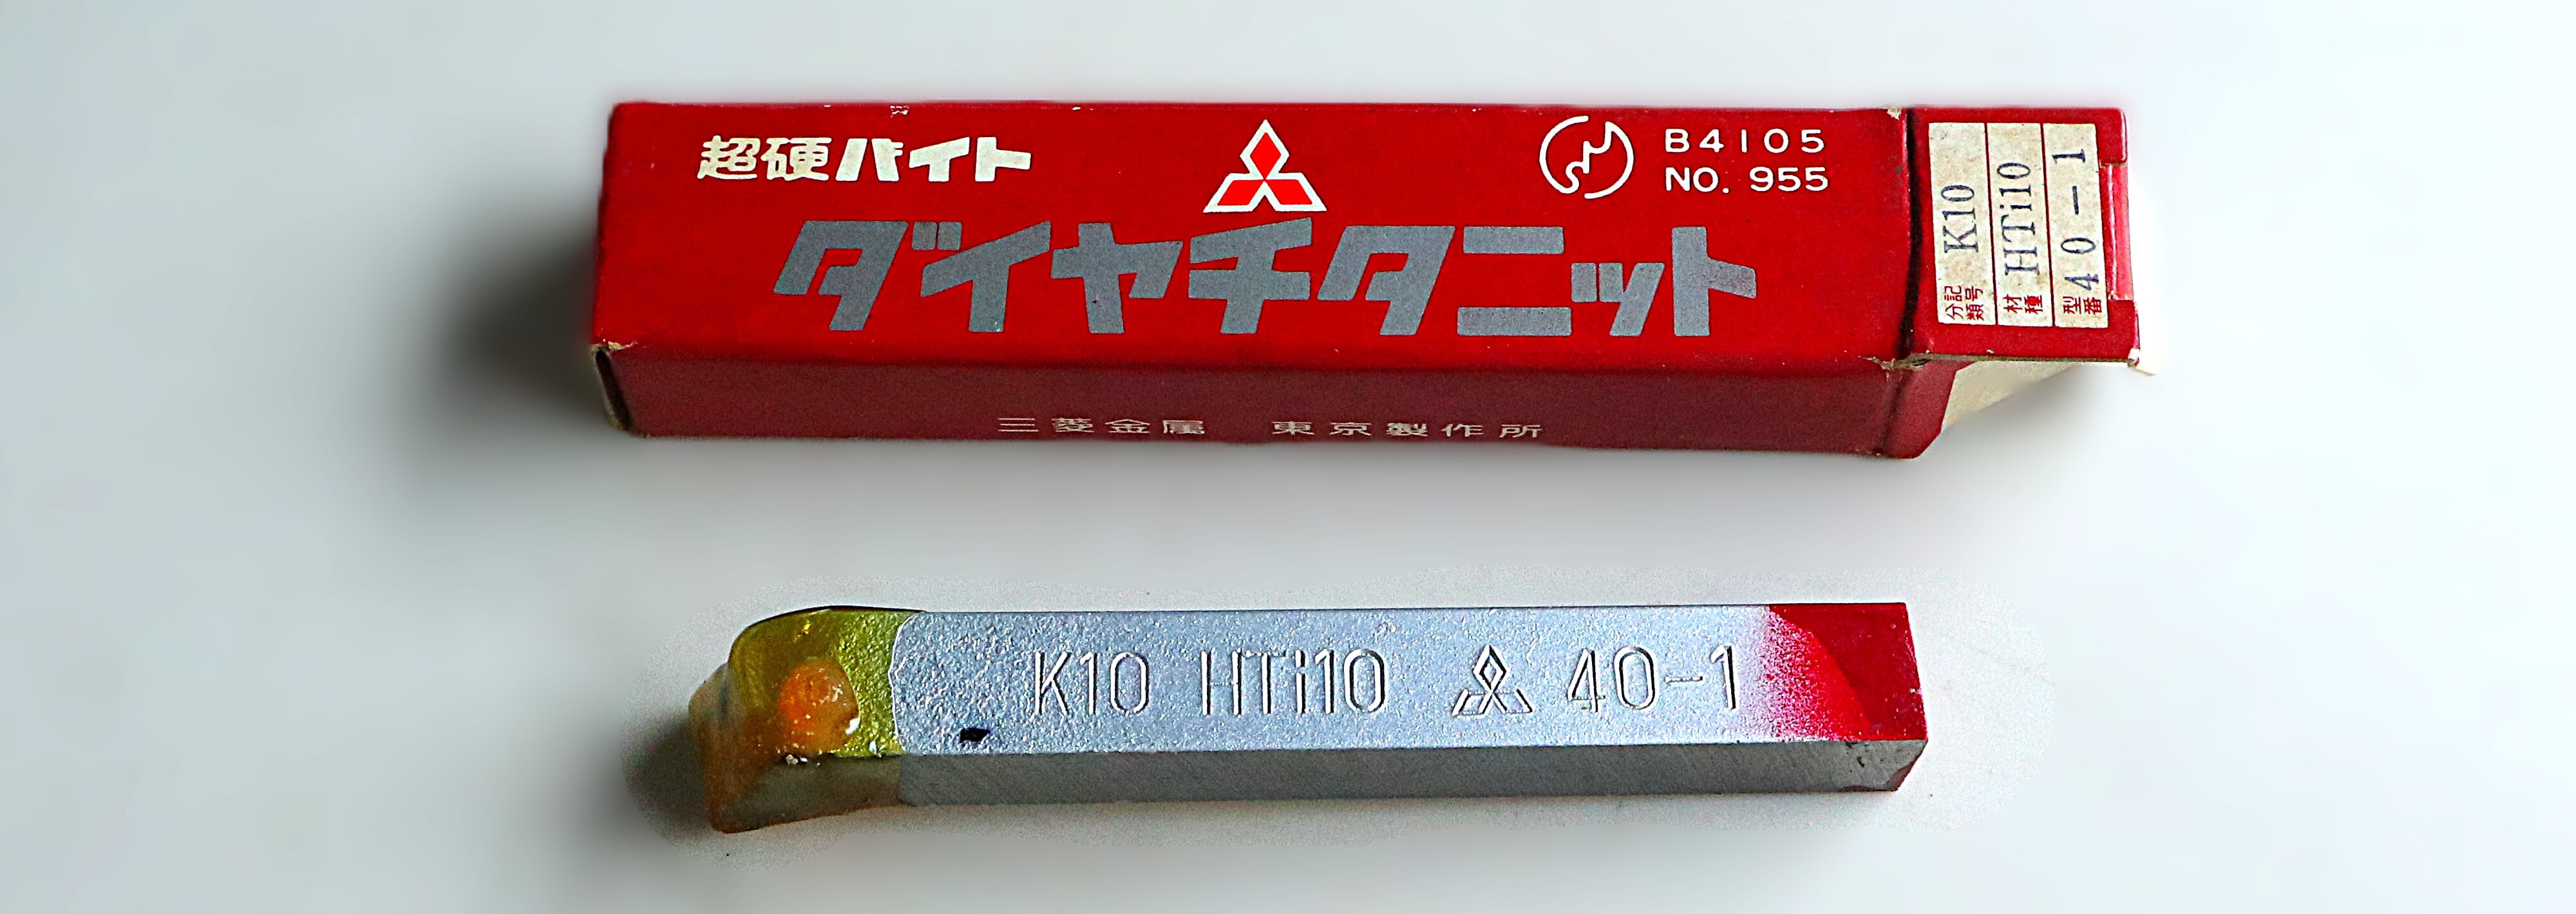 超硬バイト
B4105
NO. 955
ダイヤチタニット
三菱金属 東京製作所
分類記号 K10
材種 HTi10
型番 40-1
K10 HTi10 40-1